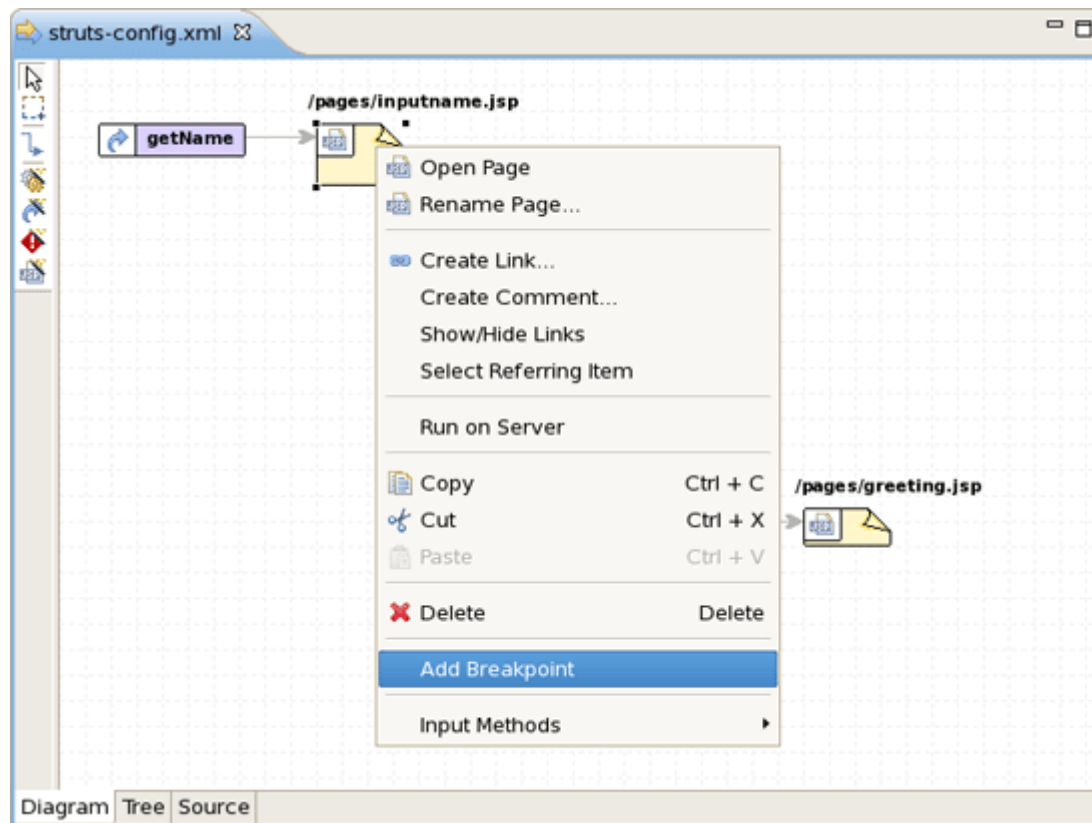 struts-config.xml
/pages/inputname.jsp
getName
Open Page
Rename Page...
Create Link...
Create Comment...
Show/Hide Links
Select Referring Item
Run on Server
Copy Ctrl + C
/pages/greeting.jsp
Cut Ctrl + X
Paste Ctrl + V
Delete Delete
Add Breakpoint
Input Methods
Diagram Tree Source